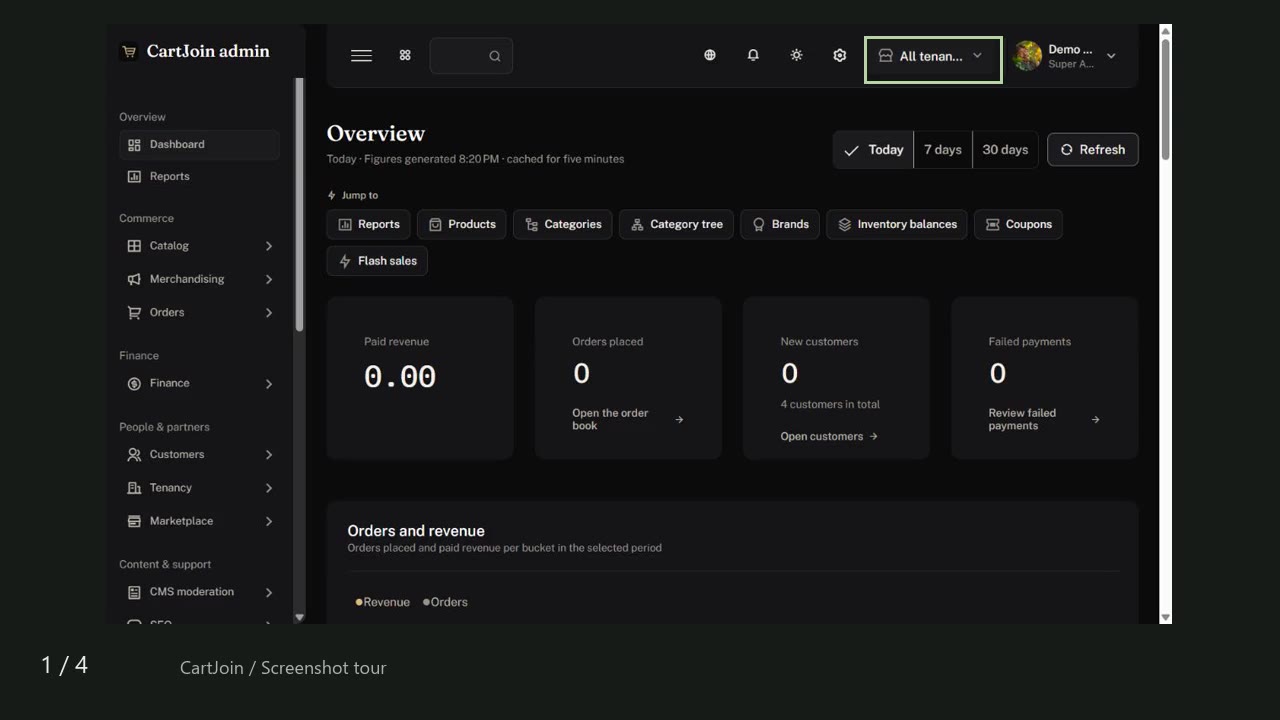 CartJoin admin
All tenan...
Demo ...
Super A...
Overview
Dashboard
Reports
Commerce
Catalog
Merchandising
Orders
Finance
Finance
People & partners
Customers
Tenancy
Marketplace
Content & support
CMS moderation
SEO
Overview
Today · Figures generated 8:20 PM · cached for five minutes
Today
7 days
30 days
Refresh
Jump to
Reports
Products
Categories
Category tree
Brands
Inventory balances
Coupons
Flash sales
Paid revenue
0.00
Orders placed
0
Open the order
book
New customers
0
4 customers in total
Open customers
Failed payments
0
Review failed
payments
Orders and revenue
Orders placed and paid revenue per bucket in the selected period
Revenue
Orders
1 / 4
CartJoin / Screenshot tour